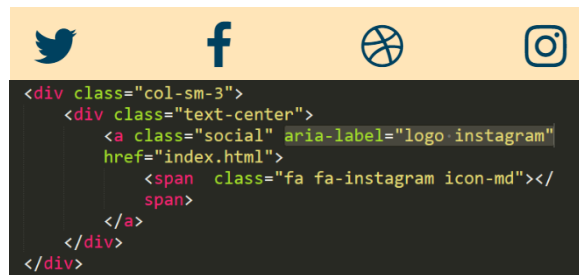 <div class="col-sm-3">
<div class="text-center">
<a class="social" aria-label="logo instagram"
href="index.html">
<span  class="fa fa-instagram icon-md"></
span>
</a>
</div>
</div>